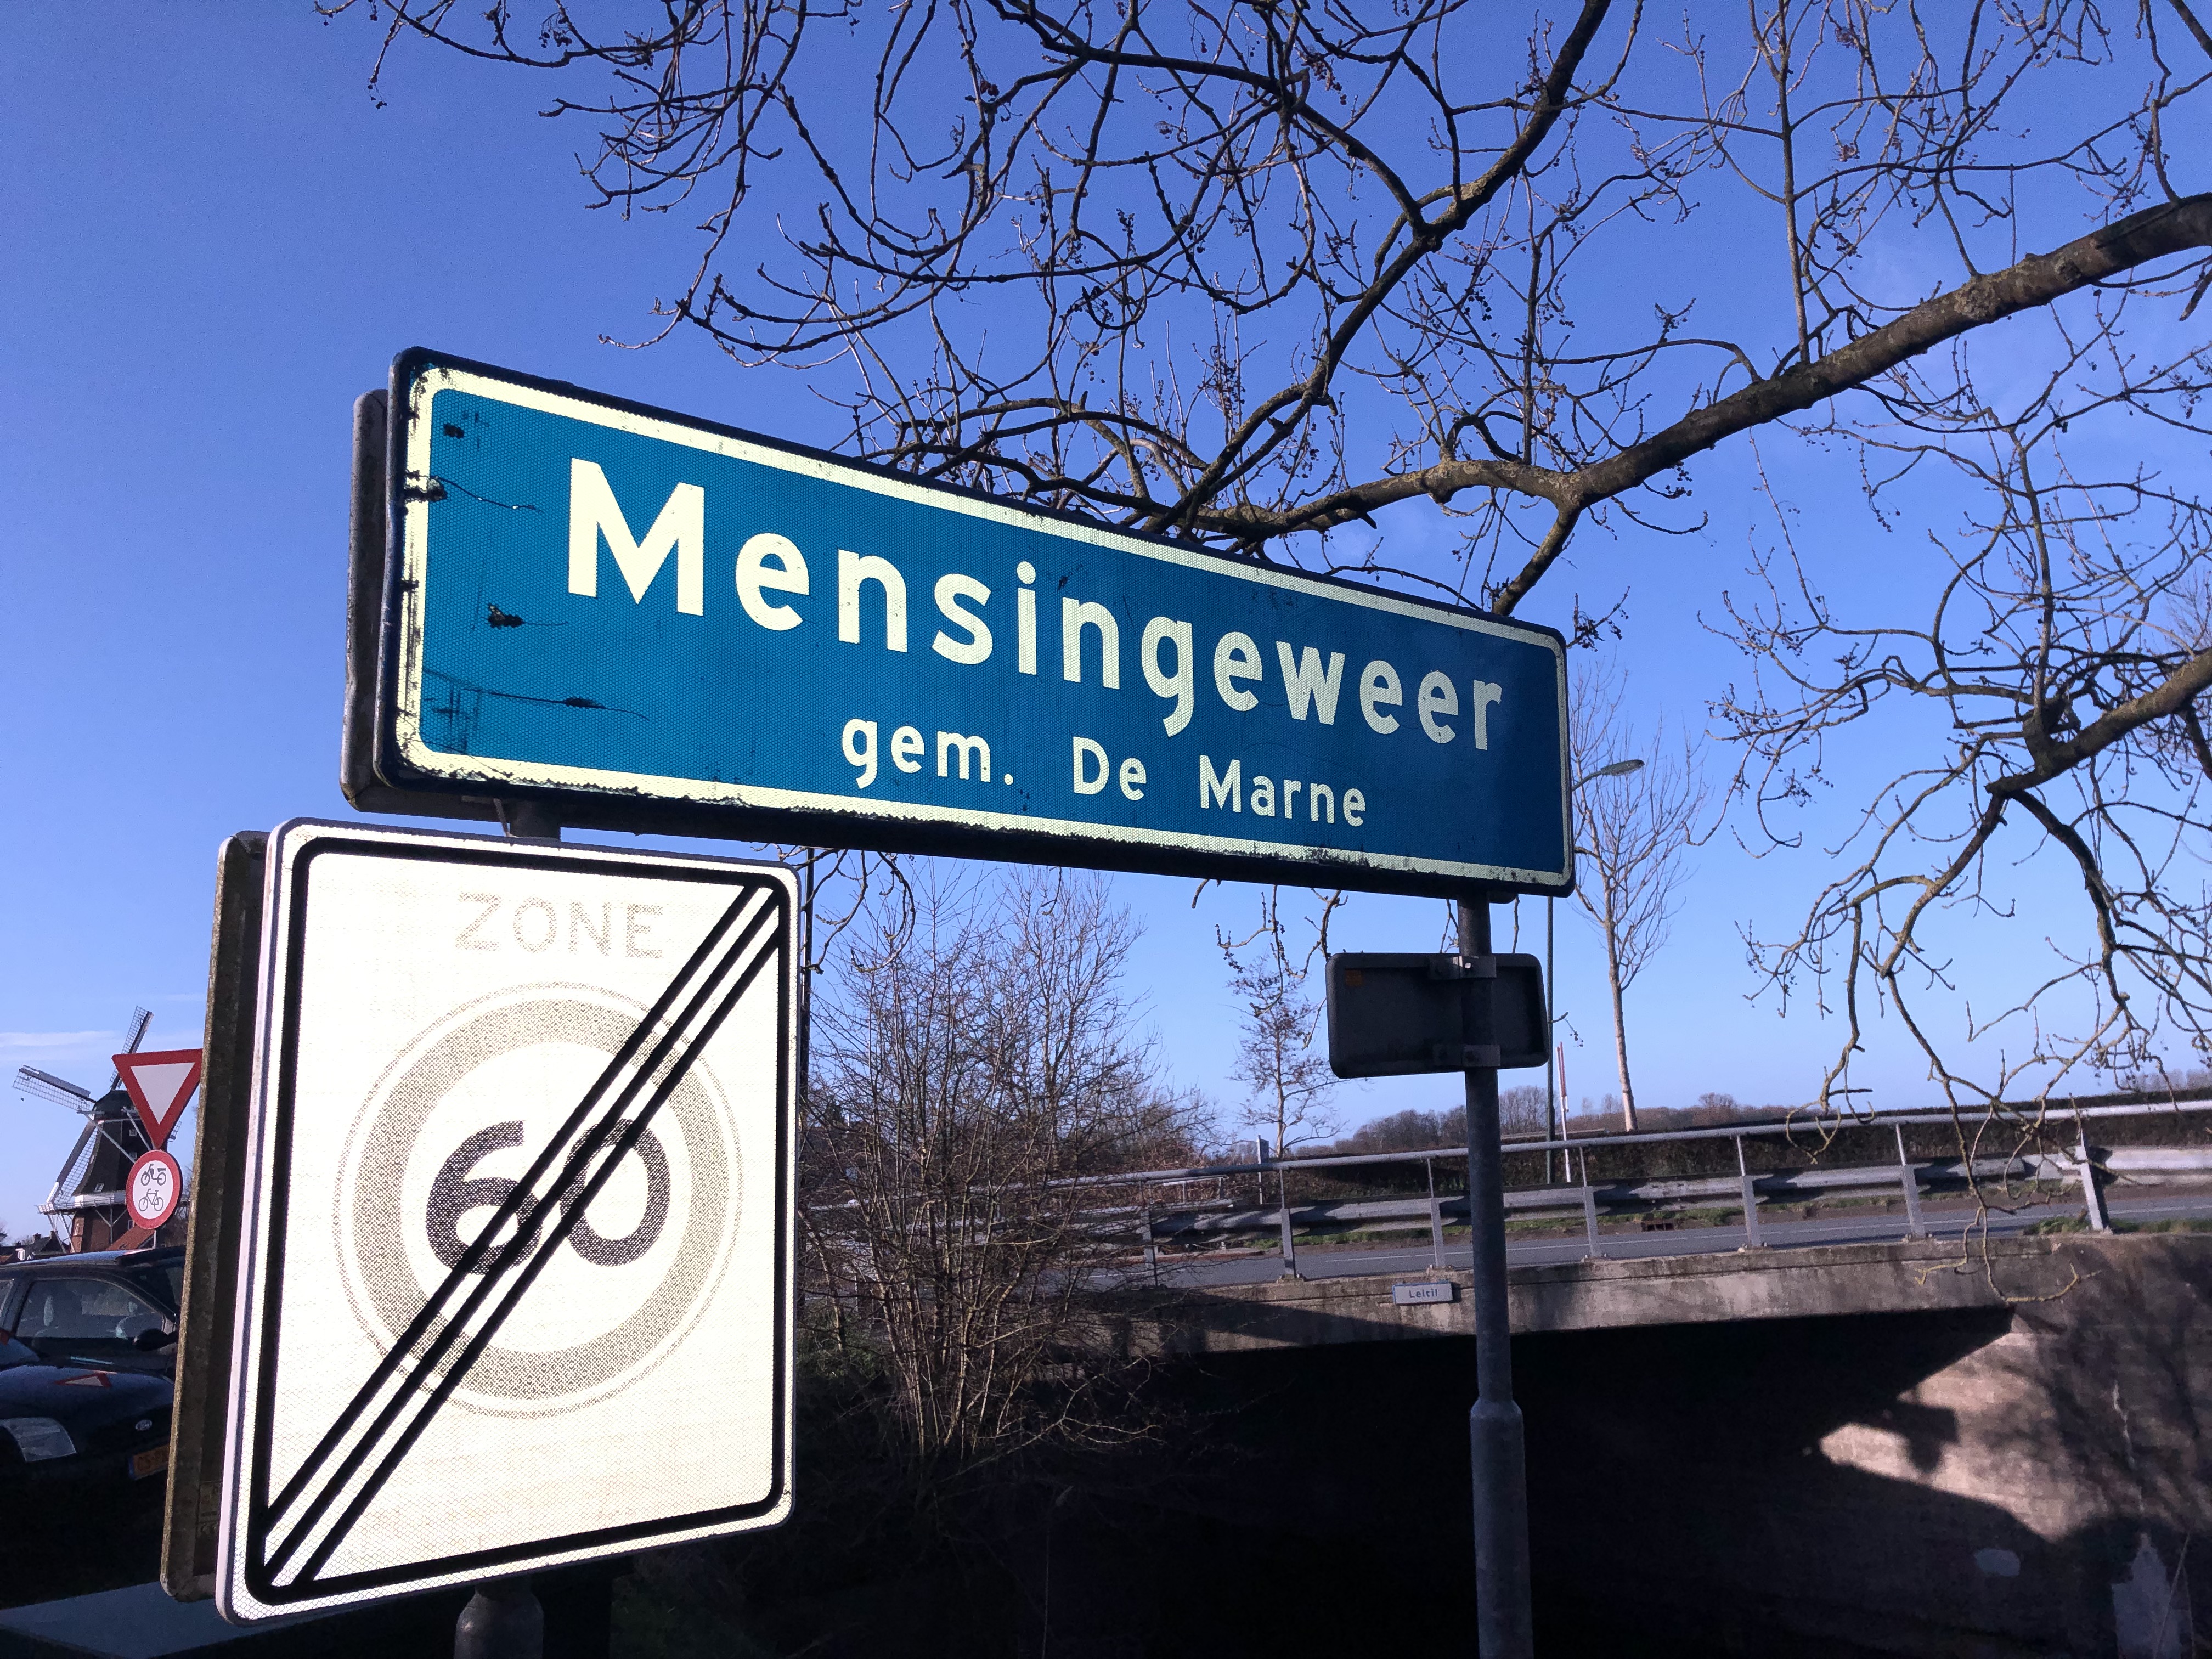 Mensingeweer
gem. De Marne
ZONE
60
Leitil